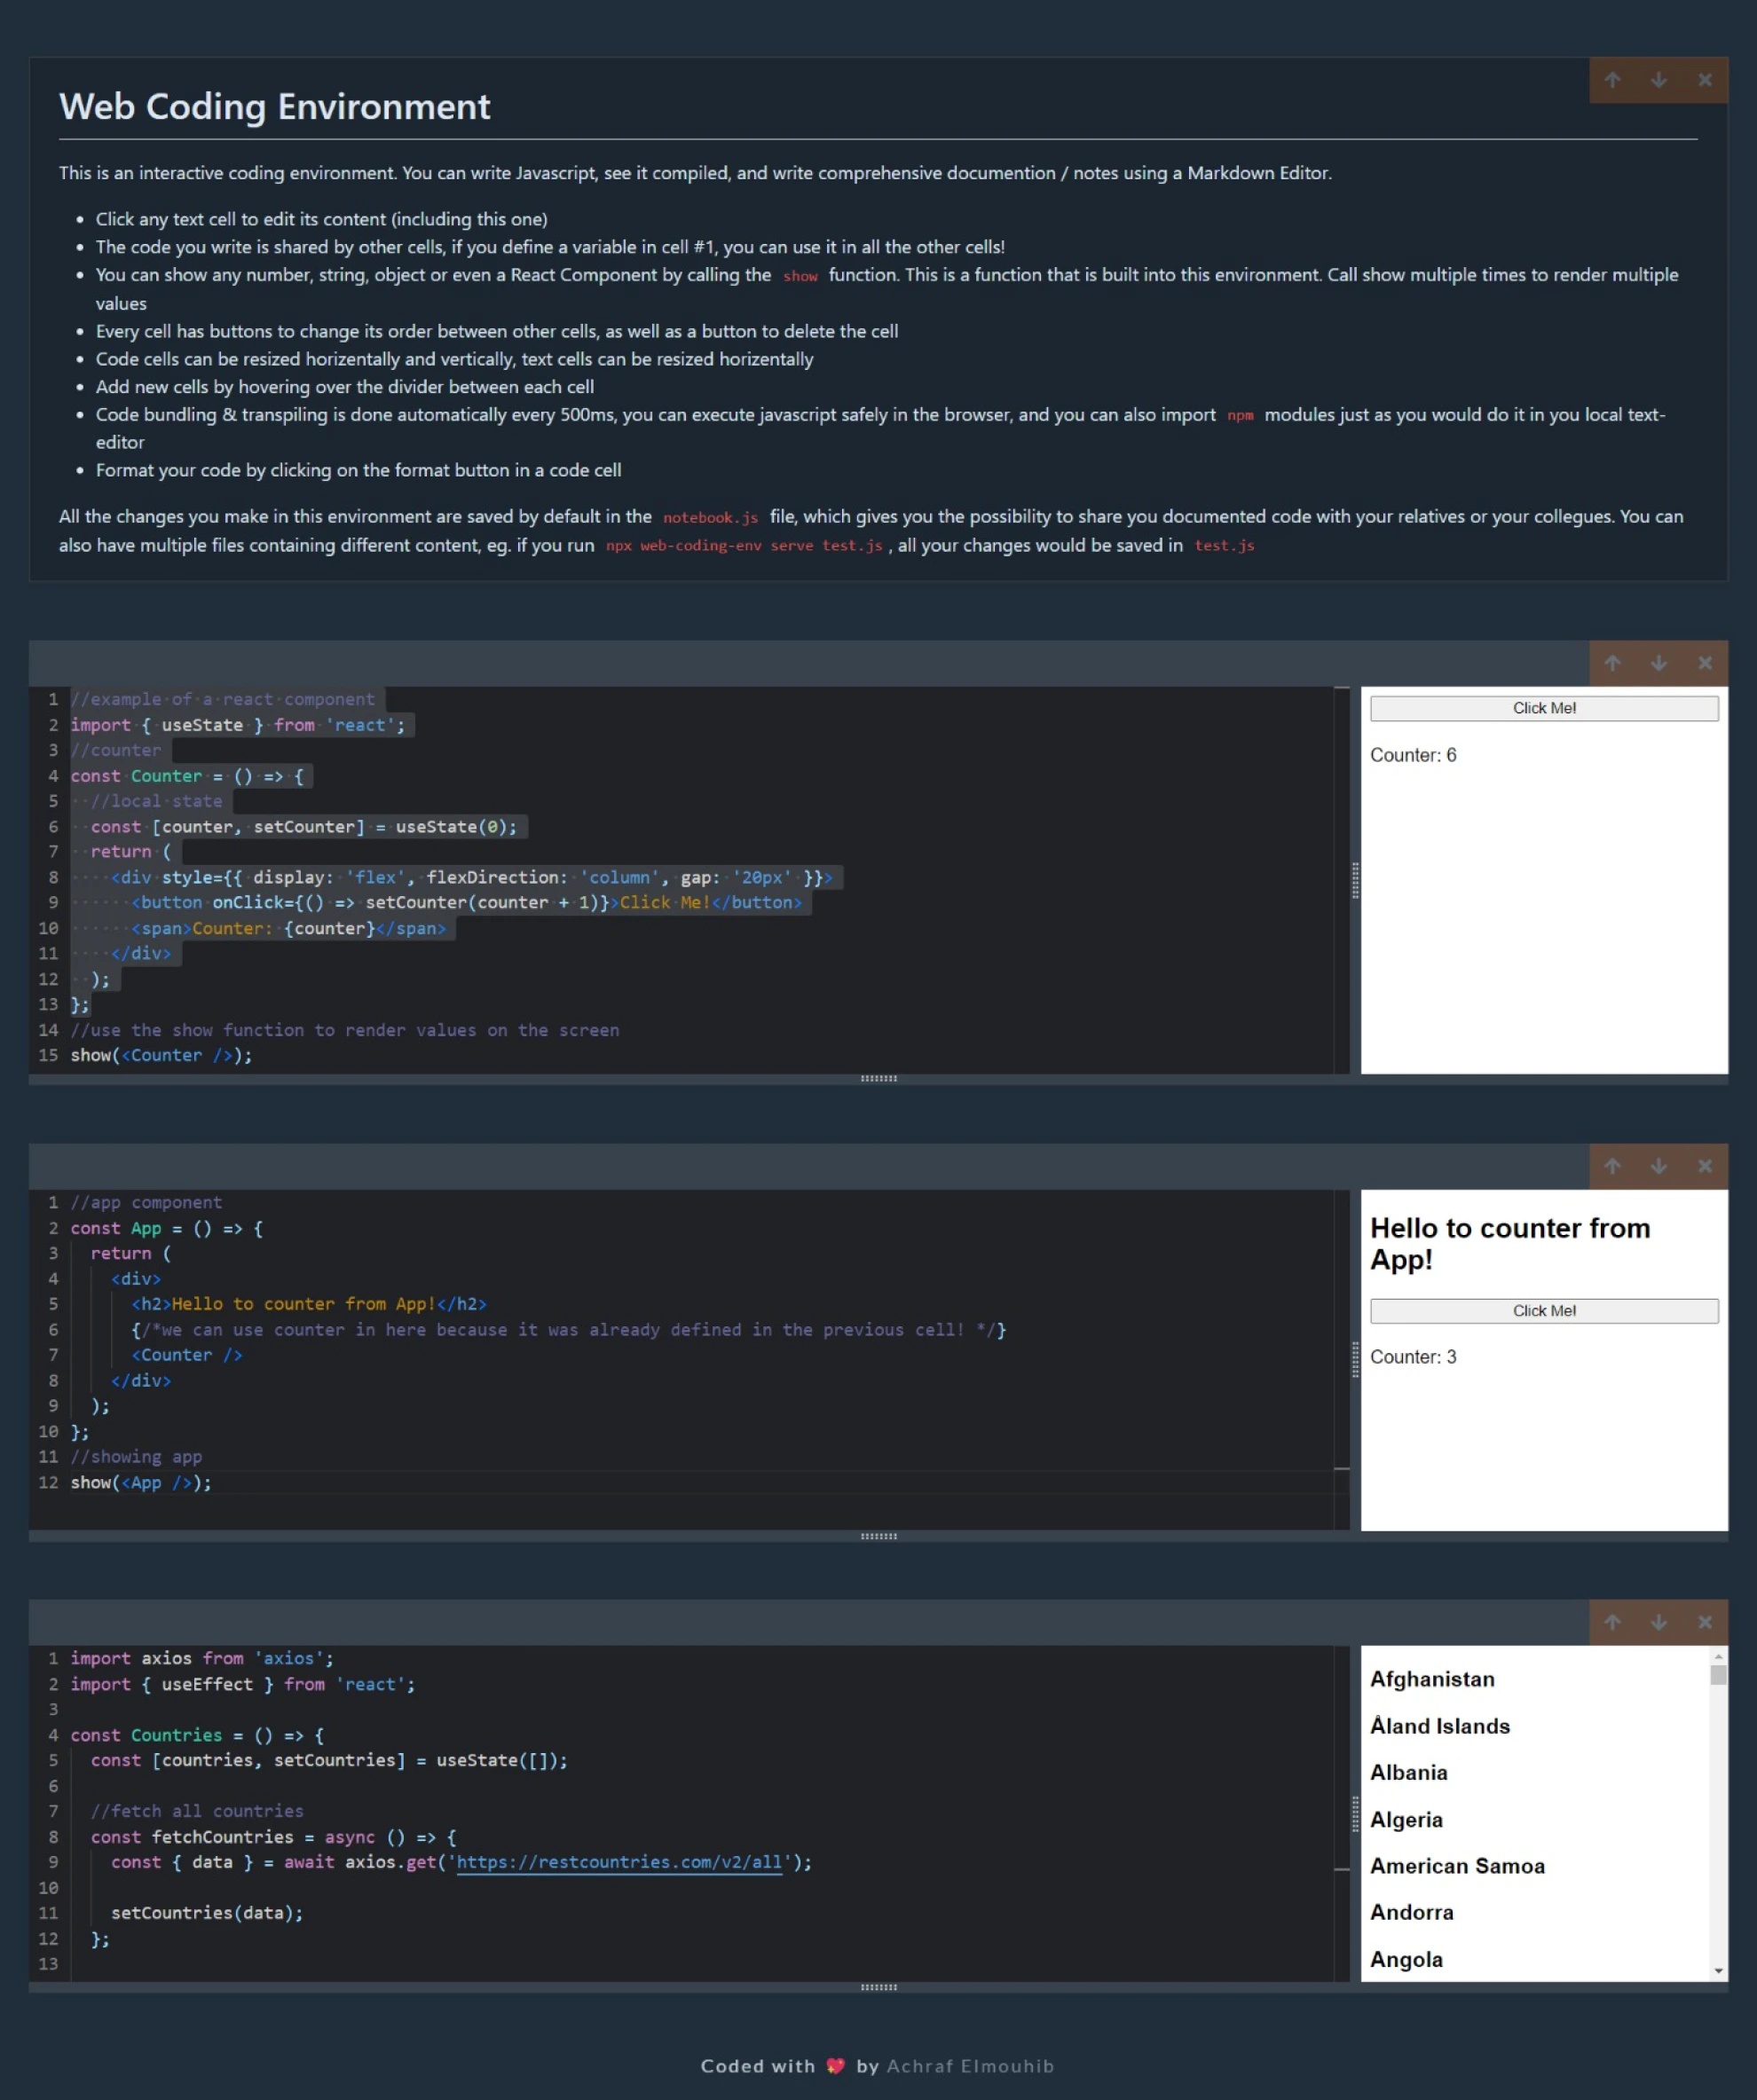 Web Coding Environment
This is an interactive coding environment. You can write Javascript, see it compiled, and write comprehensive documention / notes using a Markdown Editor.
• Click any text cell to edit its content (including this one)
• The code you write is shared by other cells, if you define a variable in cell #1, you can use it in all the other cells!
• You can show any number, string, object or even a React Component by calling the show function. This is a function that is built into this environment. Call show multiple times to render multiple
values
• Every cell has buttons to change its order between other cells, as well as a button to delete the cell
• Code cells can be resized horizentally and vertically, text cells can be resized horizentally
• Add new cells by hovering over the divider between each cell
• Code bundling & transpiling is done automatically every 500ms, you can execute javascript safely in the browser, and you can also import npm modules just as you would do it in you local text-
editor
• Format your code by clicking on the format button in a code cell
All the changes you make in this environment are saved by default in the notebook.js file, which gives you the possibility to share you documented code with your relatives or your collegues. You can
also have multiple files containing different content, eg. if you run npx web-coding-env serve test.js , all your changes would be saved in test.js
1 //example of a react component
2 import { useState } from 'react';
3 //counter
4 const Counter = () => {
5   //local state
6   const [counter, setCounter] = useState(0);
7   return (
8     <div style={{ display: 'flex', flexDirection: 'column', gap: '20px' }}>
9       <button onClick={() => setCounter(counter + 1)}>Click Me!</button>
10       <span>Counter: {counter}</span>
11     </div>
12   );
13 };
14 //use the show function to render values on the screen
15 show(<Counter />);
Click Me!
Counter: 6
1 //app component
2 const App = () => {
3   return (
4     <div>
5       <h2>Hello to counter from App!</h2>
6       {/*we can use counter in here because it was already defined in the previous cell! */}
7       <Counter />
8     </div>
9   );
10 };
11 //showing app
12 show(<App />);
Hello to counter from
App!
Click Me!
Counter: 3
1 import axios from 'axios';
2 import { useEffect } from 'react';
3
4 const Countries = () => {
5   const [countries, setCountries] = useState([]);
6
7   //fetch all countries
8   const fetchCountries = async () => {
9     const { data } = await axios.get('https://restcountries.com/v2/all');
10
11     setCountries(data);
12   };
13
Afghanistan
Åland Islands
Albania
Algeria
American Samoa
Andorra
Angola
Coded with 💖 by Achraf Elmouhib